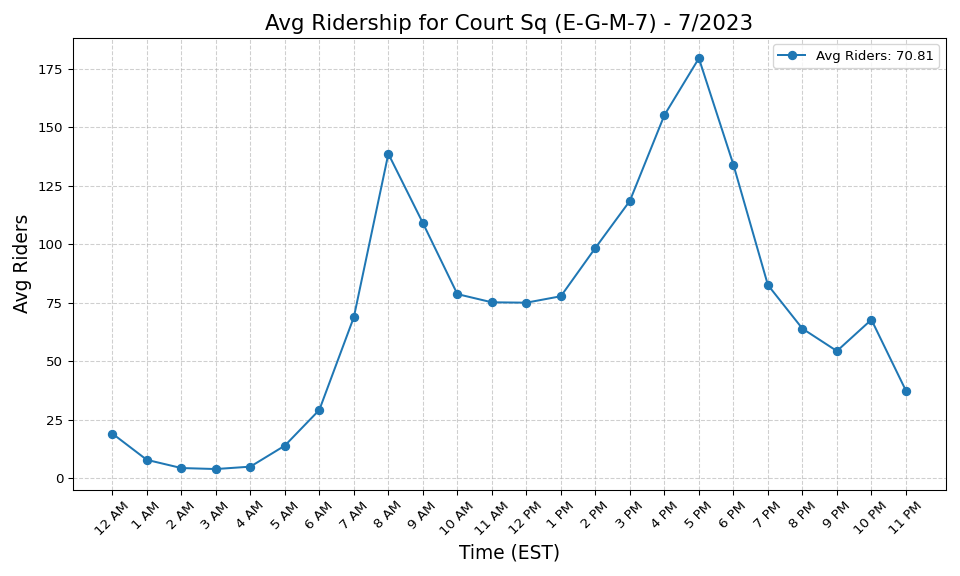 Avg Ridership for Court Sq (E-G-M-7) - 7/2023
Avg Riders: 70.81
Avg Riders
175
150
125
100
75
50
25
0
12 AM
1 AM
2 AM
3 AM
4 AM
5 AM
6 AM
7 AM
8 AM
9 AM
10 AM
11 AM
12 PM
1 PM
2 PM
3 PM
4 PM
5 PM
6 PM
7 PM
8 PM
9 PM
10 PM
11 PM
Time (EST)